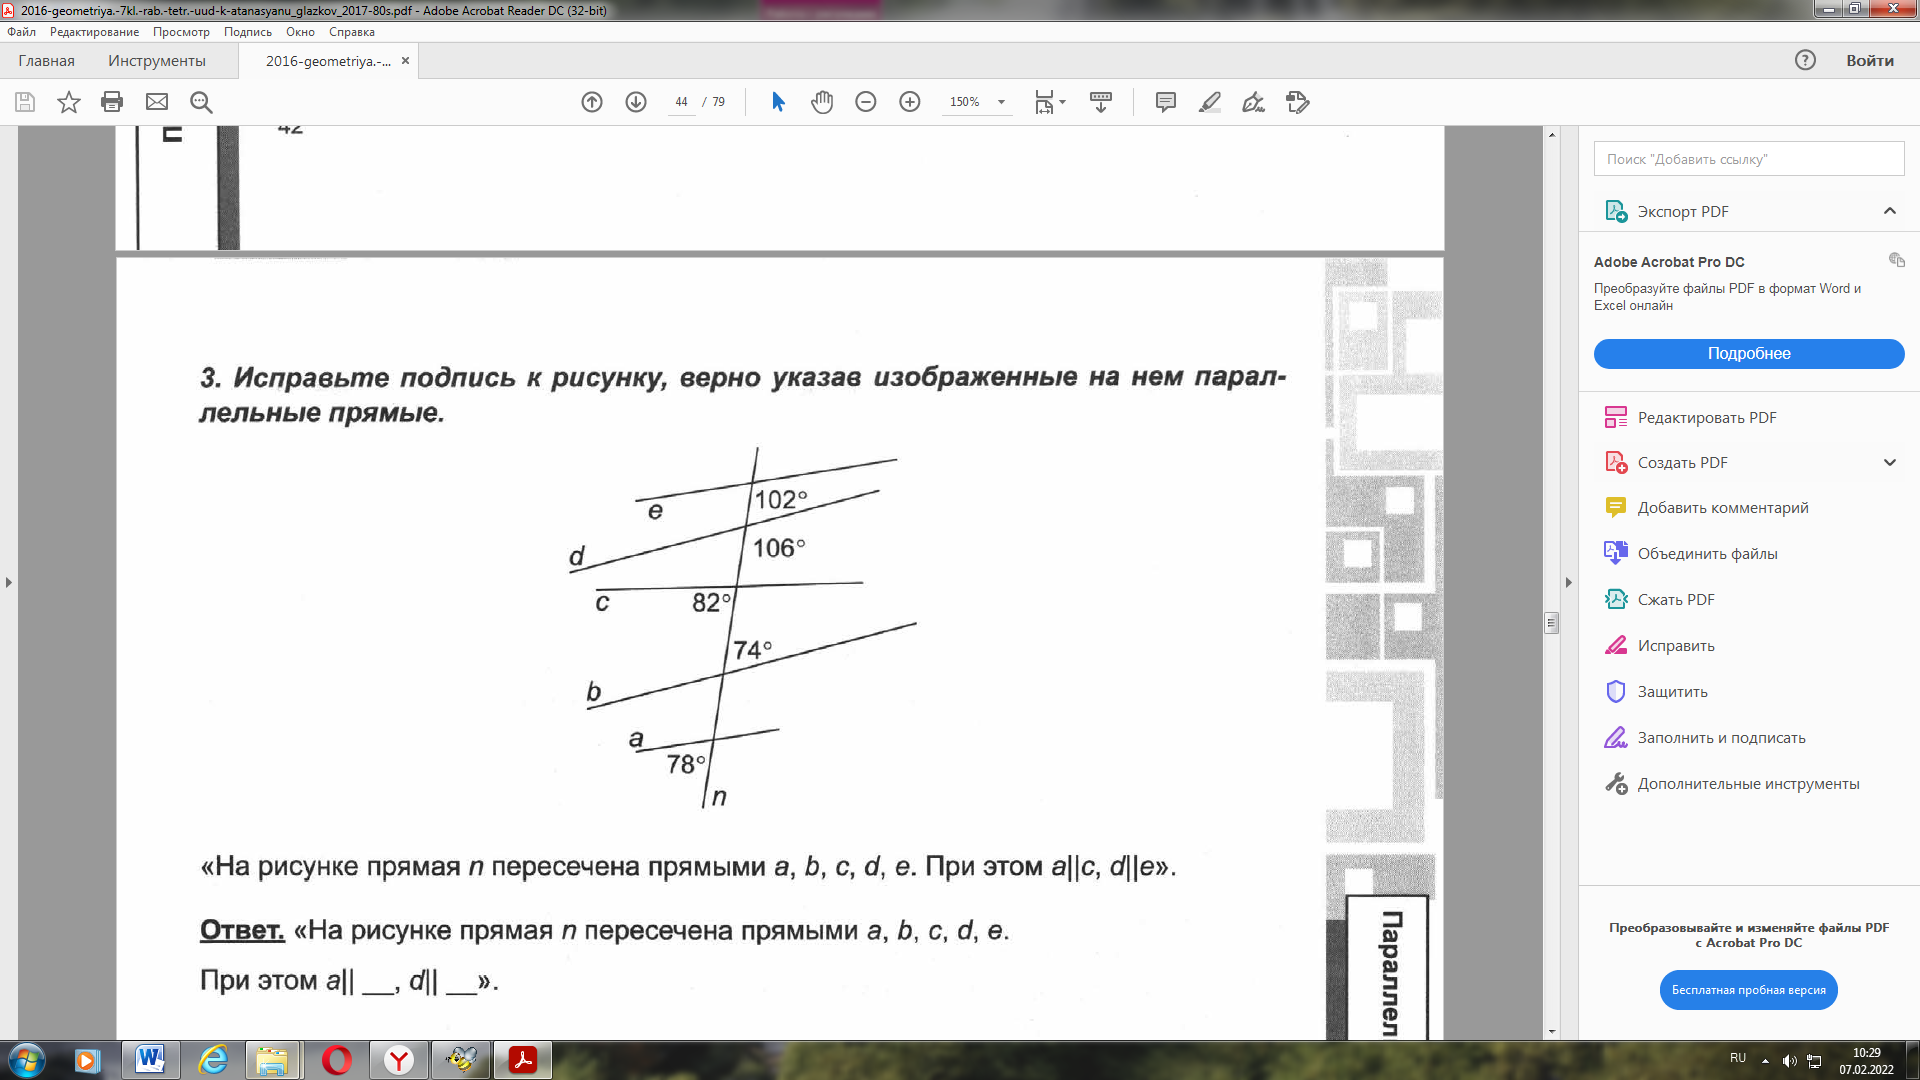 2016-geometriya.-7kl.-rab.-tetr.-uud-k-atanasyanu_glazkov_2017-80s.pdf - Adobe Acrobat Reader DC (32-bit)
Файл Редактирование Просмотр Подпись Окно Справка
Главная Инструменты 2016-geometriya.-... × Войти
44 / 79 150%
П
42
3. Исправьте подпись к рисунку, верно указав изображенные на нем парал-
лельные прямые.
102°
e
d
106°
c
82°
74°
b
a
78°
n
«На рисунке прямая n пересечена прямыми a, b, c, d, e. При этом a||c, d||e».
Ответ. «На рисунке прямая n пересечена прямыми a, b, c, d, e.
При этом a|| __, d|| __».
Параллел
Поиск "Добавить ссылку"
Экспорт PDF
Adobe Acrobat Pro DC
Преобразуйте файлы PDF в формат Word и
Excel онлайн
Подробнее
Редактировать PDF
Создать PDF
Добавить комментарий
Объединить файлы
Сжать PDF
Исправить
Защитить
Заполнить и подписать
Дополнительные инструменты
Преобразовывайте и изменяйте файлы PDF
с Acrobat Pro DC
Бесплатная пробная версия
RU
10:29
07.02.2022